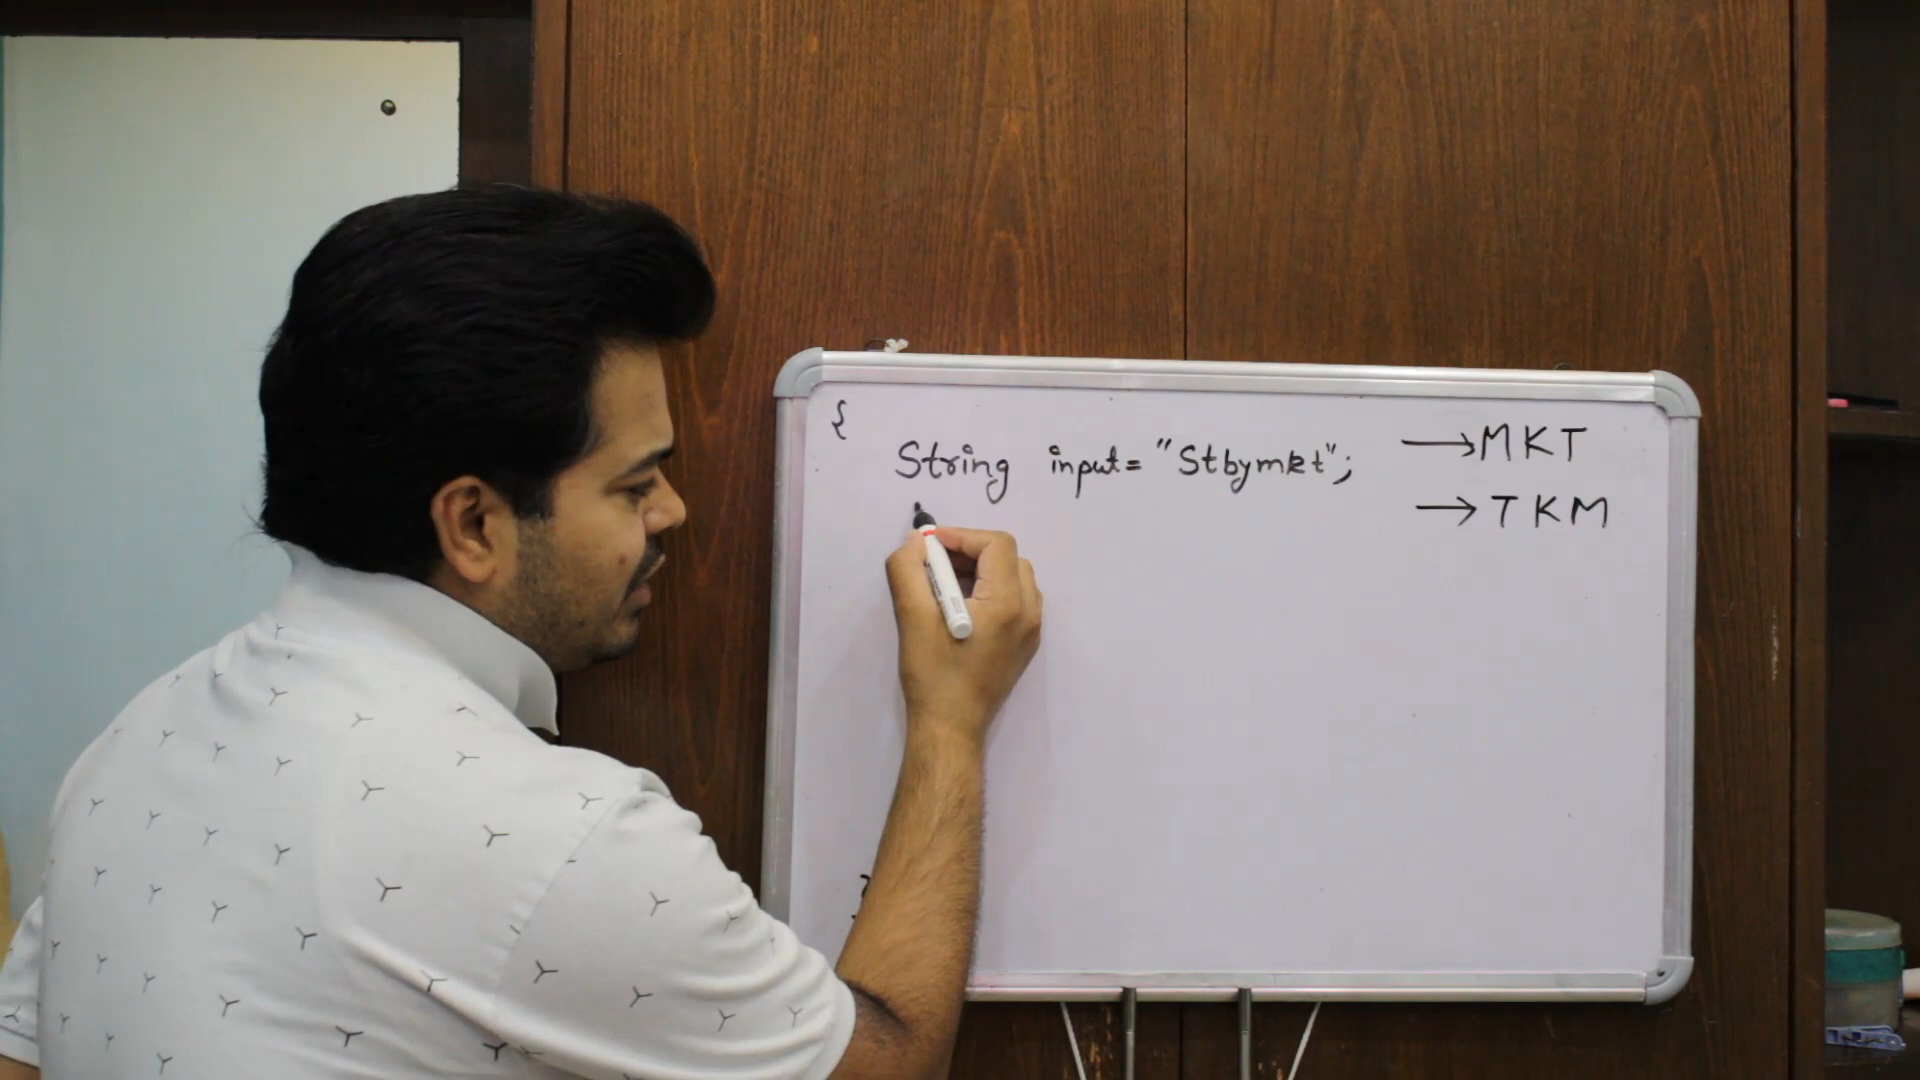 {
String input= "Stbymkt"; → MKT
→ TKM
}